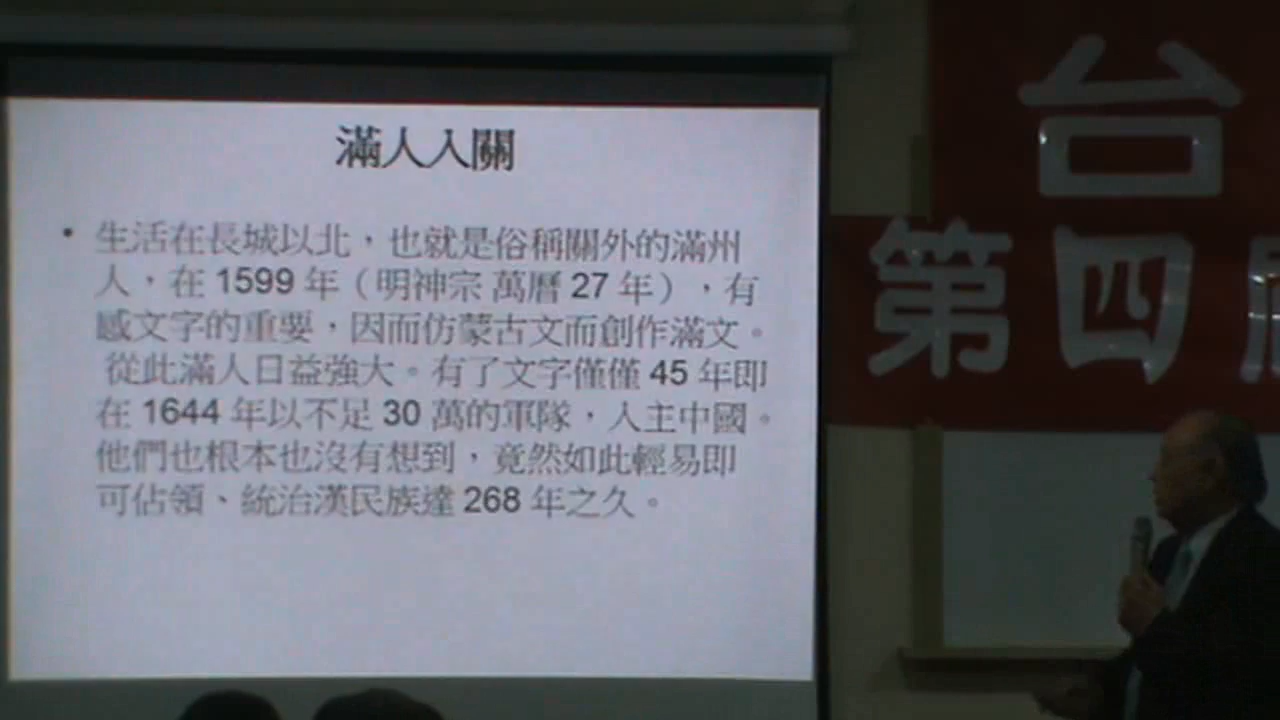 滿人入關
• 生活在長城以北，也就是俗稱關外的滿州
人，在 1599 年（明神宗 萬曆 27 年），有
感文字的重要，因而仿蒙古文而創作滿文。
從此滿人日益強大。有了文字僅僅 45 年即
在 1644 年以不足 30 萬的軍隊，入主中國。
他們也根本也沒有想到，竟然如此輕易即
可佔領、統治漢民族達 268 年之久。
台
第四